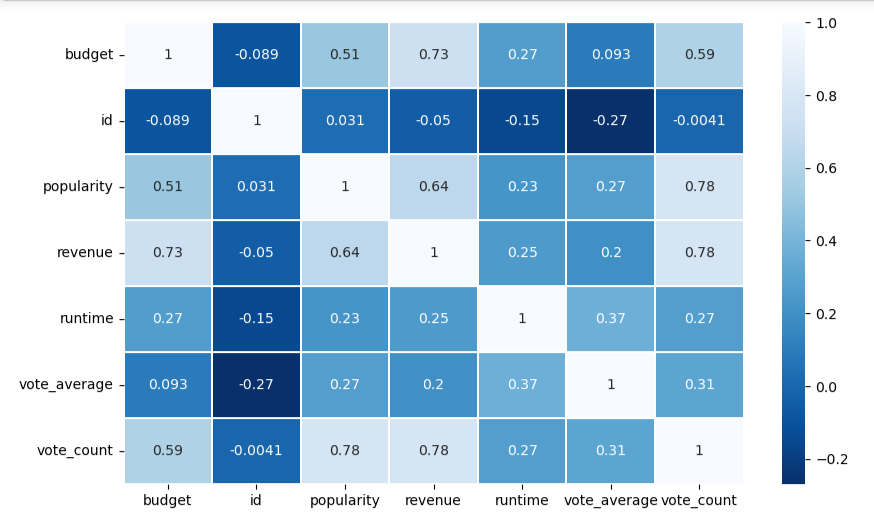 budget 1 -0.089 0.51 0.73 0.27 0.093 0.59
id -0.089 1 0.031 -0.05 -0.15 -0.27 -0.0041
popularity 0.51 0.031 1 0.64 0.23 0.27 0.78
revenue 0.73 -0.05 0.64 1 0.25 0.2 0.78
runtime 0.27 -0.15 0.23 0.25 1 0.37 0.27
vote_average 0.093 -0.27 0.27 0.2 0.37 1 0.31
vote_count 0.59 -0.0041 0.78 0.78 0.27 0.31 1
budget id popularity revenue runtime vote_average vote_count
1.0
0.8
0.6
0.4
0.2
0.0
−0.2